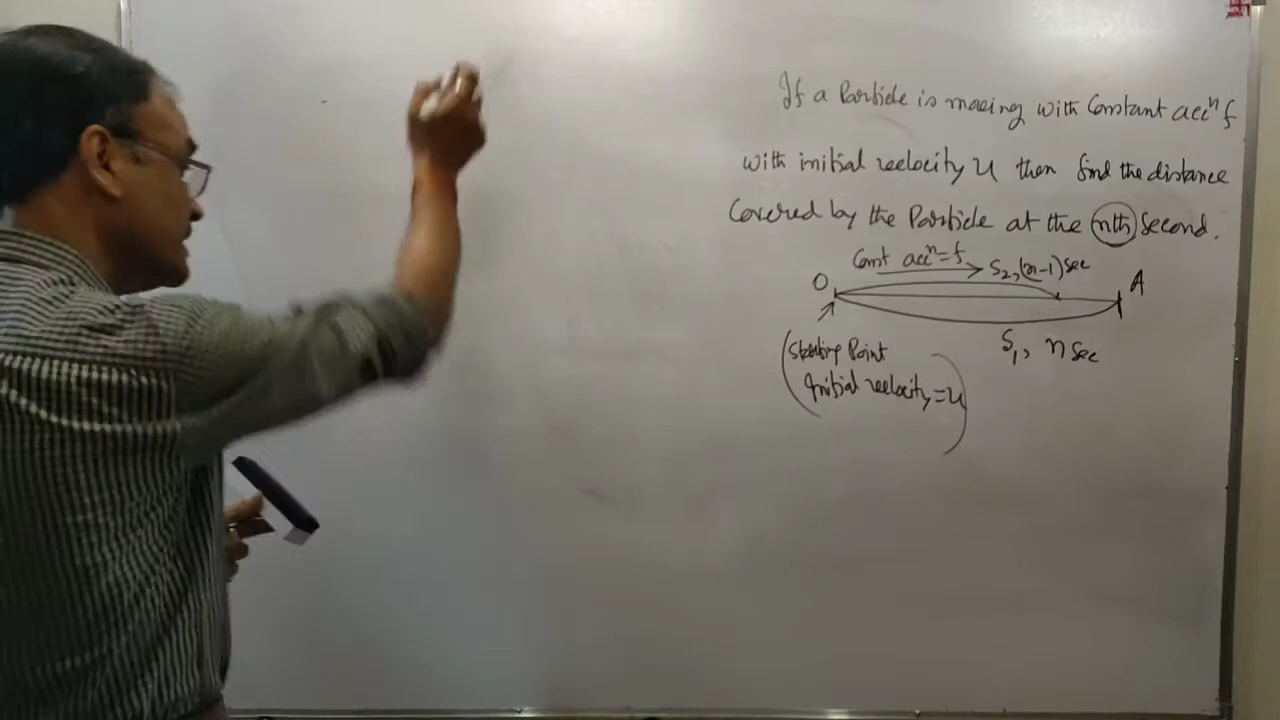 If a Particle is moving with Constant accⁿ f
with initial velocity u then find the distance
Covered by the Particle at the nth second.
Const accⁿ = f
S₂, (n-1) sec
O
A
(Starting Point
Initial velocity = u)
S₁, n sec